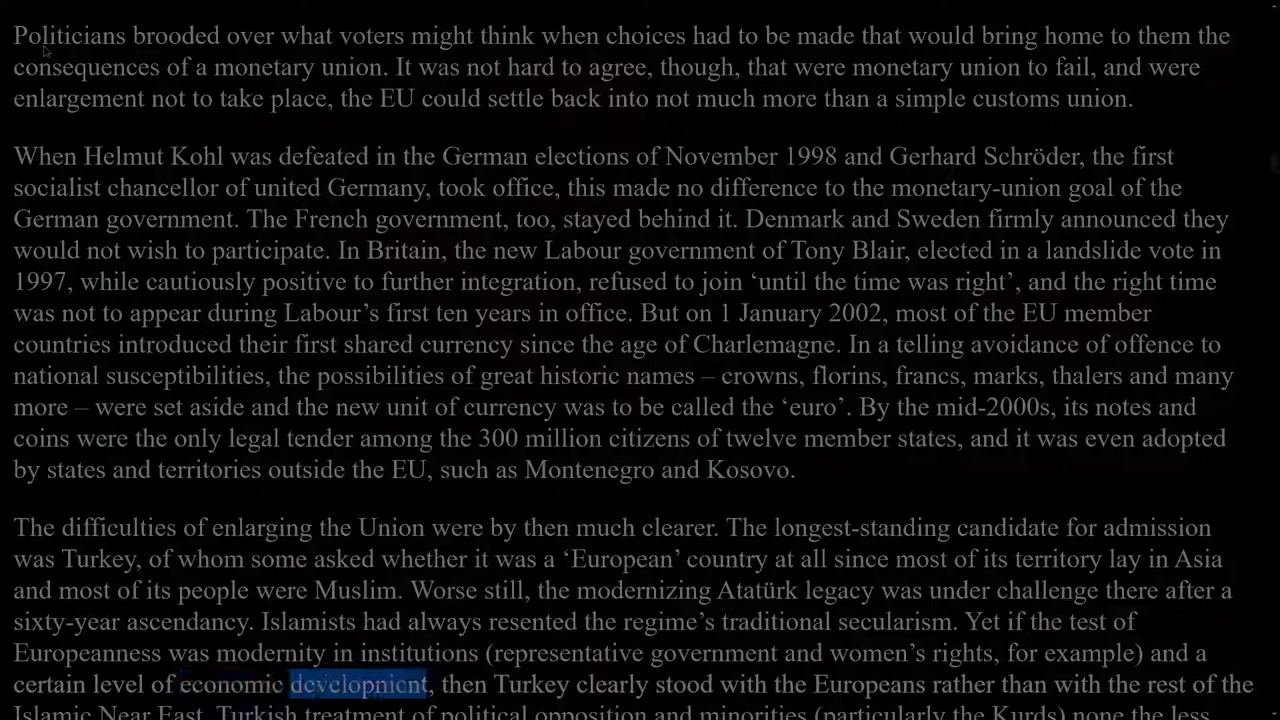 Politicians brooded over what voters might think when choices had to be made that would bring home to them the
consequences of a monetary union. It was not hard to agree, though, that were monetary union to fail, and were
enlargement not to take place, the EU could settle back into not much more than a simple customs union.
When Helmut Kohl was defeated in the German elections of November 1998 and Gerhard Schröder, the first
socialist chancellor of united Germany, took office, this made no difference to the monetary-union goal of the
German government. The French government, too, stayed behind it. Denmark and Sweden firmly announced they
would not wish to participate. In Britain, the new Labour government of Tony Blair, elected in a landslide vote in
1997, while cautiously positive to further integration, refused to join ‘until the time was right’, and the right time
was not to appear during Labour’s first ten years in office. But on 1 January 2002, most of the EU member
countries introduced their first shared currency since the age of Charlemagne. In a telling avoidance of offence to
national susceptibilities, the possibilities of great historic names – crowns, florins, francs, marks, thalers and many
more – were set aside and the new unit of currency was to be called the ‘euro’. By the mid-2000s, its notes and
coins were the only legal tender among the 300 million citizens of twelve member states, and it was even adopted
by states and territories outside the EU, such as Montenegro and Kosovo.
The difficulties of enlarging the Union were by then much clearer. The longest-standing candidate for admission
was Turkey, of whom some asked whether it was a ‘European’ country at all since most of its territory lay in Asia
and most of its people were Muslim. Worse still, the modernizing Atatürk legacy was under challenge there after a
sixty-year ascendancy. Islamists had always resented the regime’s traditional secularism. Yet if the test of
Europeanness was modernity in institutions (representative government and women’s rights, for example) and a
certain level of economic development, then Turkey clearly stood with the Europeans rather than with the rest of the
Islamic Near East. Turkish treatment of political opposition and minorities (particularly the Kurds) none the less